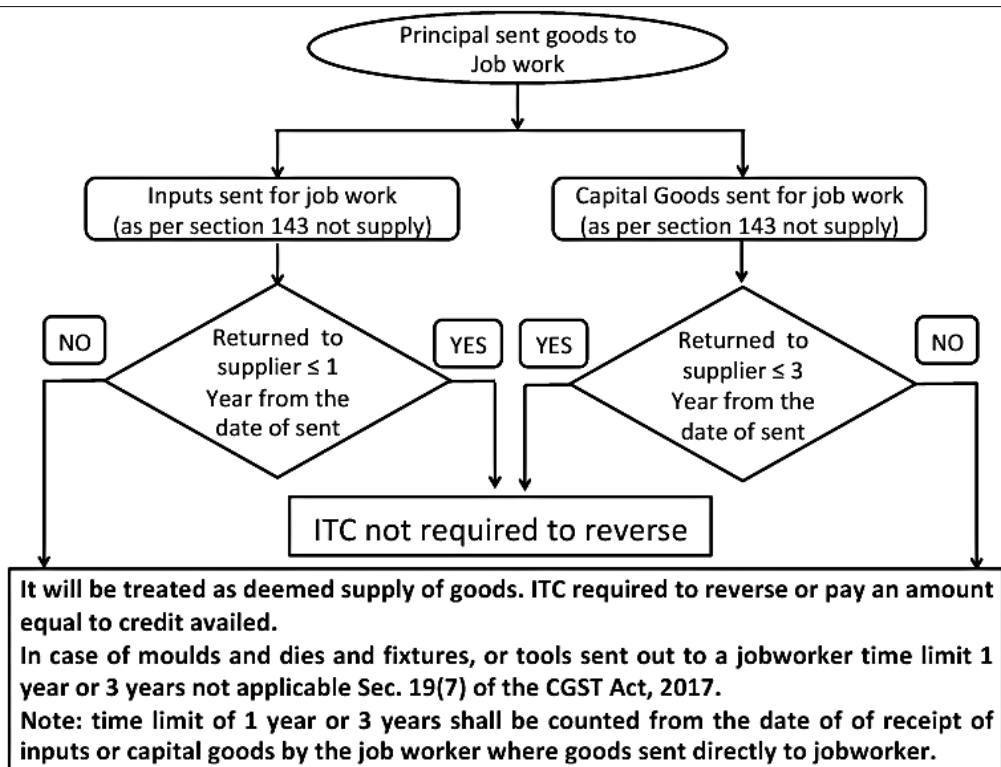 Principal sent goods to
Job work
Inputs sent for job work
(as per section 143 not supply)
Capital Goods sent for job work
(as per section 143 not supply)
NO
Returned to
supplier ≤ 1
Year from the
date of sent
YES
YES
Returned to
supplier ≤ 3
Year from the
date of sent
NO
ITC not required to reverse
It will be treated as deemed supply of goods. ITC required to reverse or pay an amount
equal to credit availed.
In case of moulds and dies and fixtures, or tools sent out to a jobworker time limit 1
year or 3 years not applicable Sec. 19(7) of the CGST Act, 2017.
Note: time limit of 1 year or 3 years shall be counted from the date of of receipt of
inputs or capital goods by the job worker where goods sent directly to jobworker.